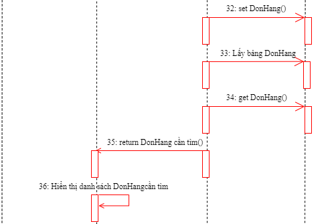 32: set DonHang()
33: Lấy bảng DonHang
34: get DonHang()
35: return DonHang cần tìm()
36: Hiển thị danh sách DonHangcần tìm